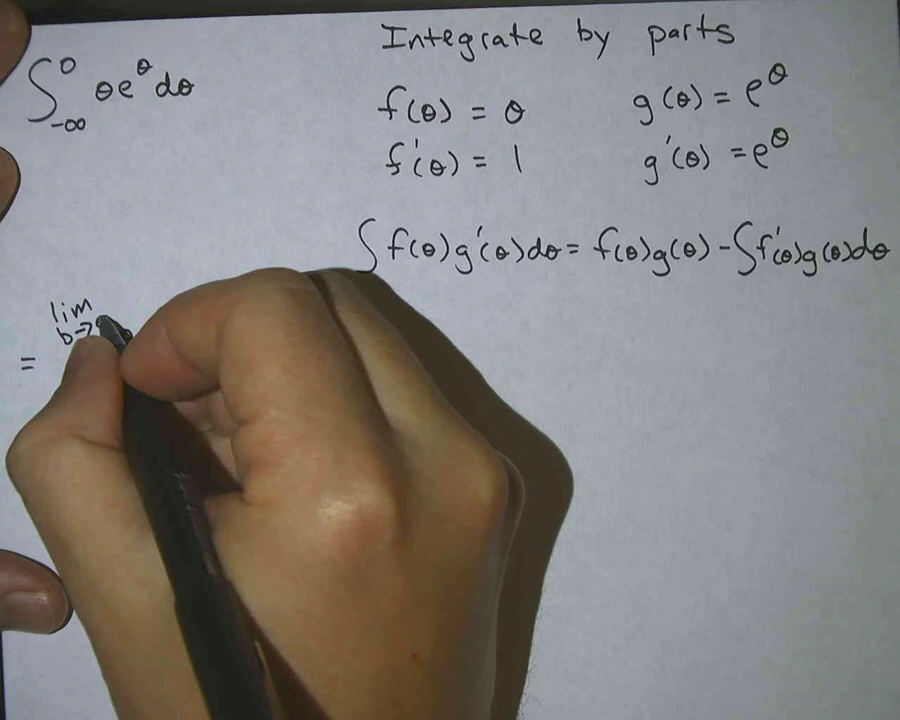 Integrate by parts
∫_{-∞}^{0} θe^θ dθ
f(θ) = θ g(θ) = e^θ
f'(θ) = 1 g'(θ) = e^θ
∫f(θ)g'(θ)dθ = f(θ)g(θ) - ∫f'(θ)g(θ)dθ
= lim b→